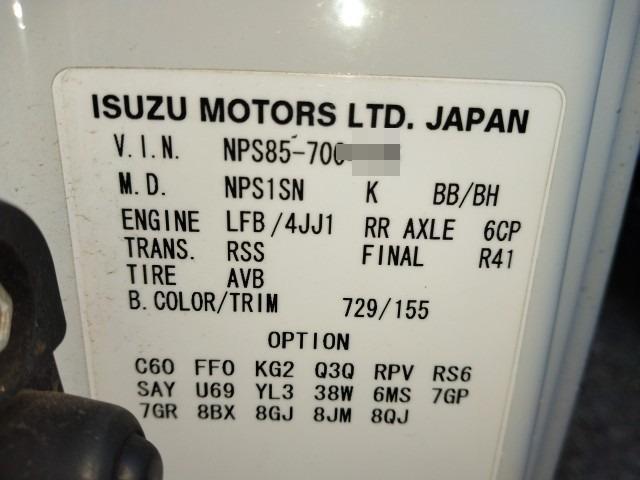 ISUZU MOTORS LTD. JAPAN
V.I.N. NPS85-700
M.D. NPS1SN K BB/BH
ENGINE LFB/4JJ1 RR AXLE 6CP
TRANS. RSS FINAL R41
TIRE AVB
B.COLOR/TRIM 729/155
OPTION
C60 FF0 KG2 Q3Q RPV RS6
SAY U69 YL3 38W 6MS 7GP
7GR 8BX 8GJ 8JM 8QJ